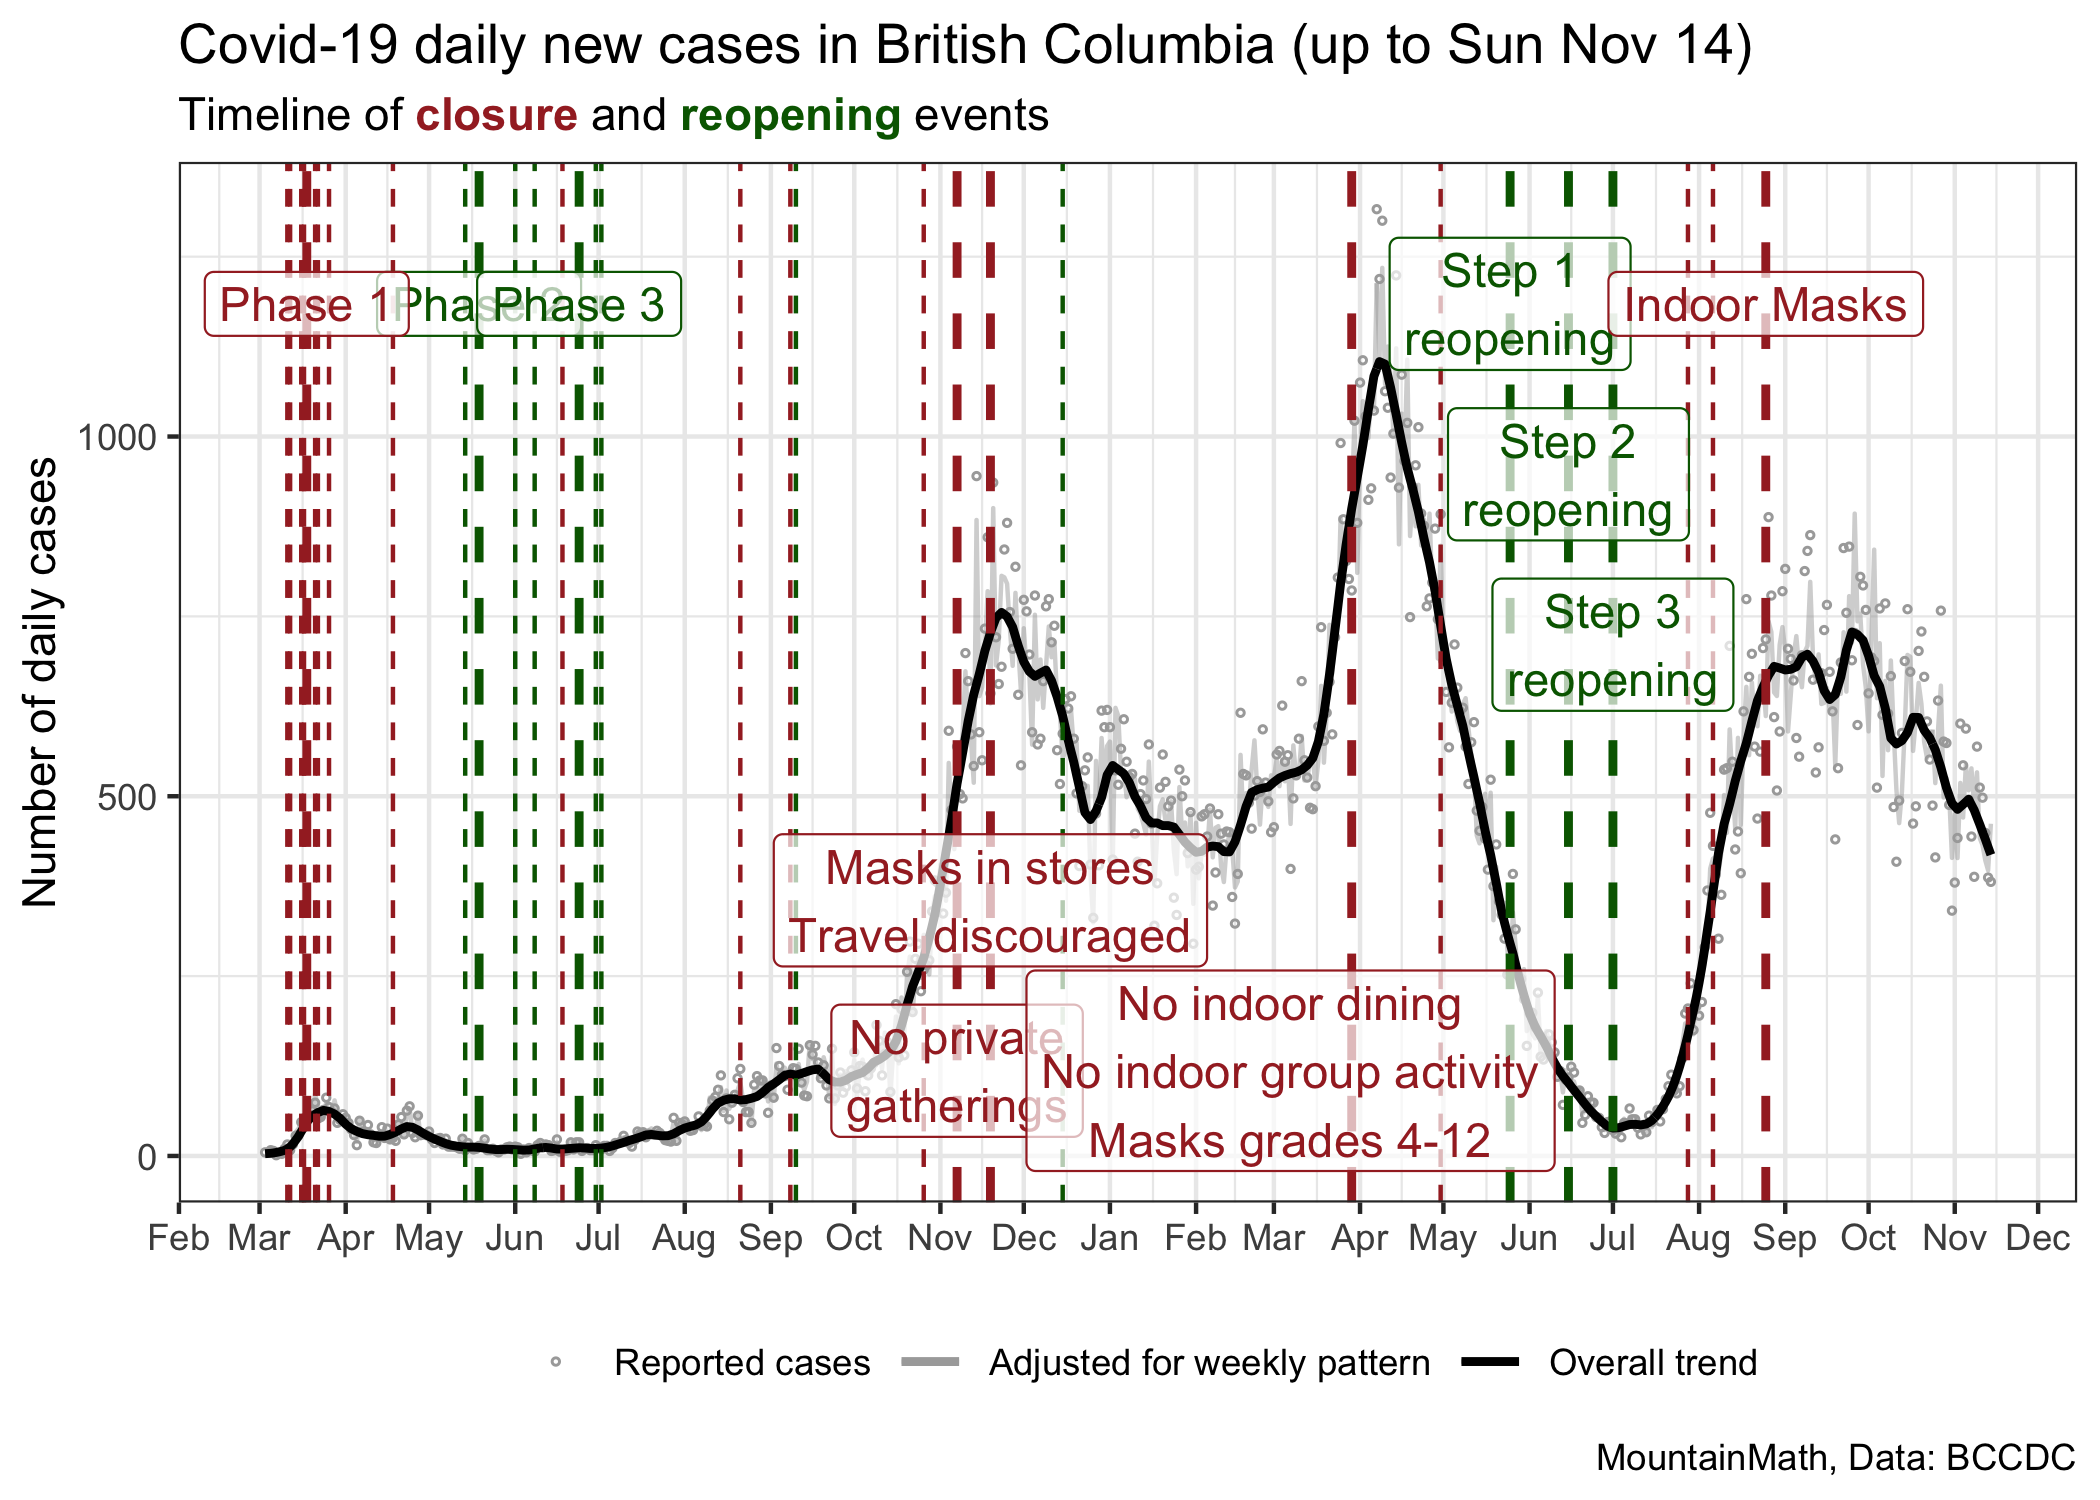 Covid-19 daily new cases in British Columbia (up to Sun Nov 14)
Timeline of closure and reopening events
Number of daily cases
1000
500
0
Phase 1
Phase 2
Phase 3
Masks in stores
Travel discouraged
No private
gatherings
No indoor dining
No indoor group activity
Masks grades 4-12
Step 1
reopening
Step 2
reopening
Step 3
reopening
Indoor Masks
Feb Mar Apr May Jun Jul Aug Sep Oct Nov Dec Jan Feb Mar Apr May Jun Jul Aug Sep Oct Nov Dec
Reported cases Adjusted for weekly pattern Overall trend
MountainMath, Data: BCCDC